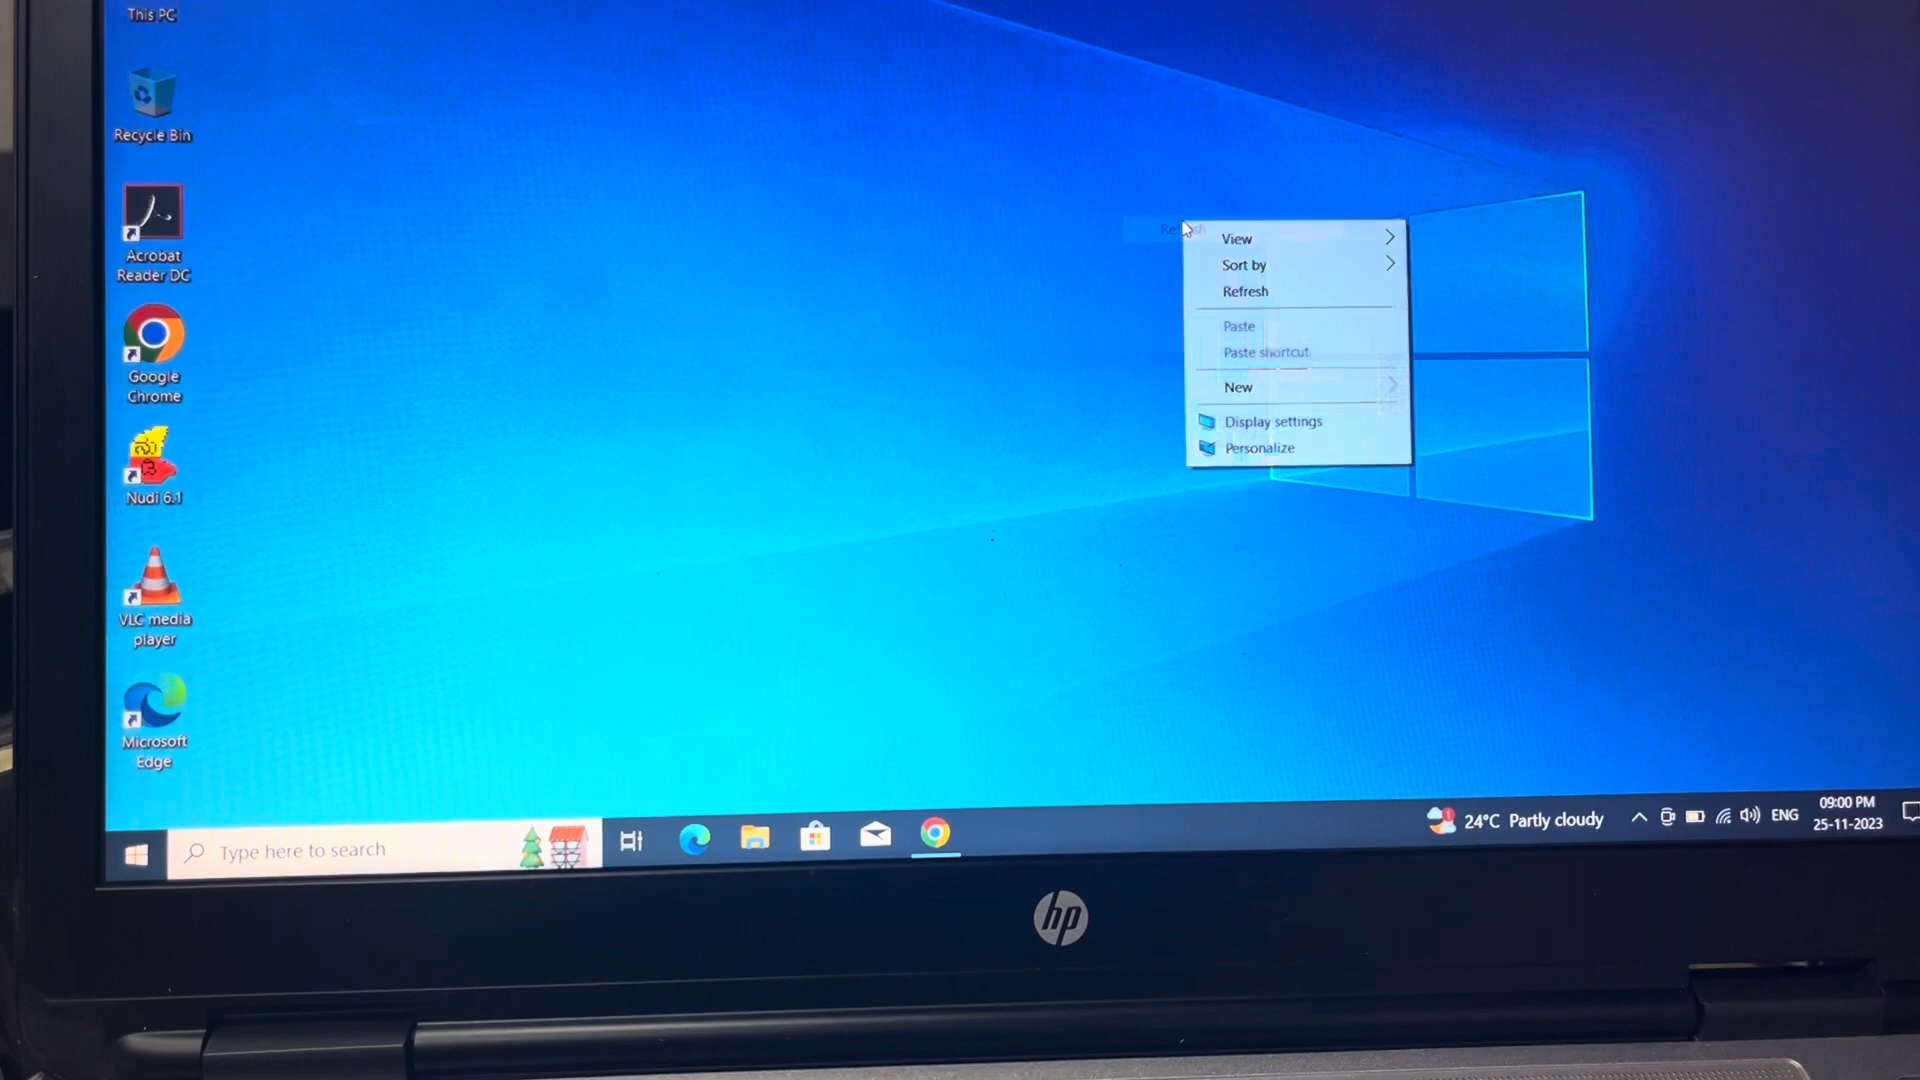 This PC
Recycle Bin
Acrobat
Reader DC
Google
Chrome
Nudi 6.1
VLC media
player
Microsoft
Edge
Refresh
View
Sort by
Refresh
Paste
Paste shortcut
New
Display settings
Personalize
Type here to search
1
24°C Partly cloudy
ENG
09:00 PM
25-11-2023
hp